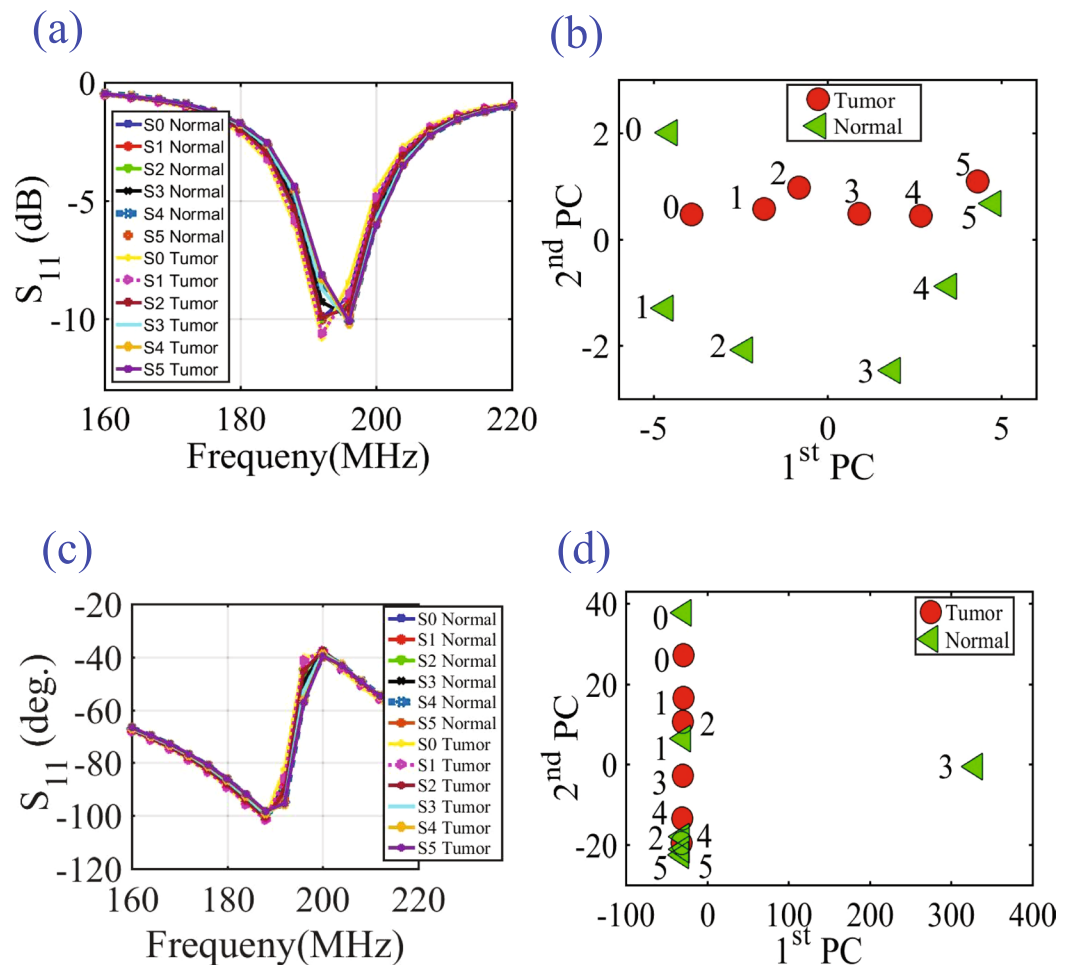 (a)
0
-5
-10
S11 (dB)
S0 Normal
S1 Normal
S2 Normal
S3 Normal
S4 Normal
S5 Normal
S0 Tumor
S1 Tumor
S2 Tumor
S3 Tumor
S4 Tumor
S5 Tumor
160 180 200 220
Frequeny(MHz)
(b)
2
0
-2
2nd PC
Tumor
Normal
0
0 1 2 3 4 5
5
1
2
3
4
-5 0 5
1st PC
(c)
-20
-40
-60
-80
-100
-120
S11 (deg.)
S0 Normal
S1 Normal
S2 Normal
S3 Normal
S4 Normal
S5 Normal
S0 Tumor
S1 Tumor
S2 Tumor
S3 Tumor
S4 Tumor
S5 Tumor
160 180 200 220
Frequeny(MHz)
(d)
40
20
0
-20
2nd PC
Tumor
Normal
0
0
1
2
1
3
3
4
2 4
5 5
-100 0 100 200 300 400
1st PC